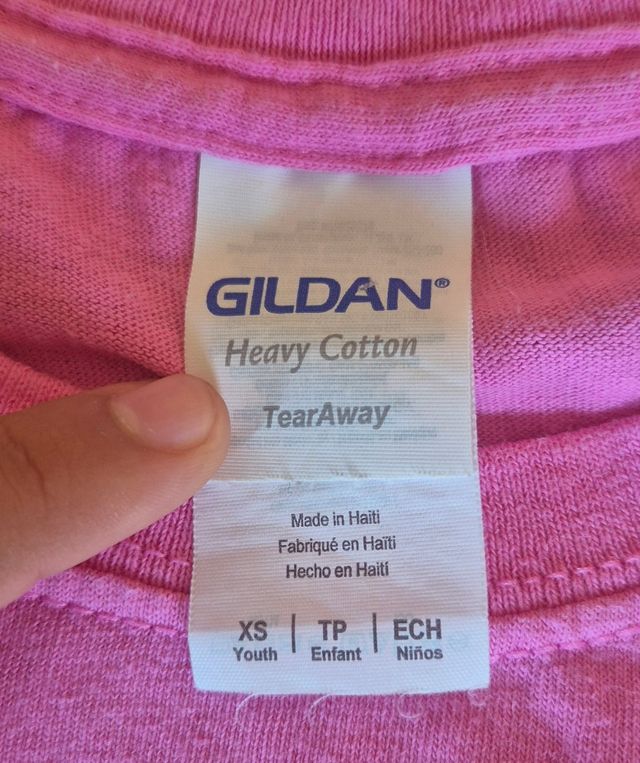 GILDAN®
Heavy Cotton
TearAway
Made in Haiti
Fabriqué en Haïti
Hecho en Haití
XS | TP | ECH
Youth Enfant Niños